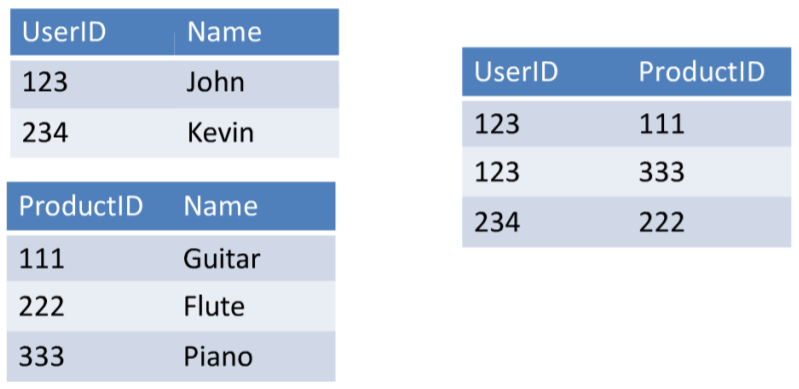 UserID Name
123 John
234 Kevin
ProductID Name
111 Guitar
222 Flute
333 Piano
UserID ProductID
123 111
123 333
234 222